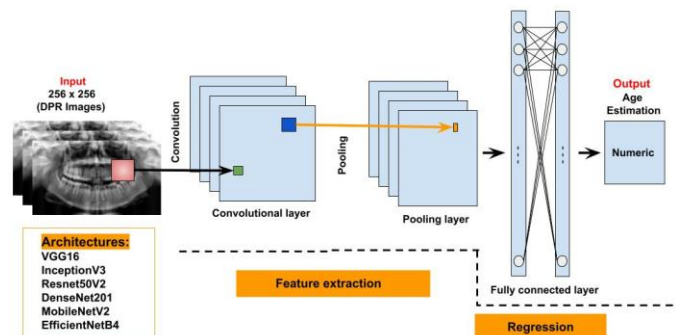 Input
256 x 256
(DPR Images)
Architectures:
VGG16
InceptionV3
Resnet50V2
DenseNet201
MobileNetV2
EfficientNetB4
Convolution
Convolutional layer
Pooling
Pooling layer
Feature extraction
Fully connected layer
Regression
Output
Age
Estimation
Numeric